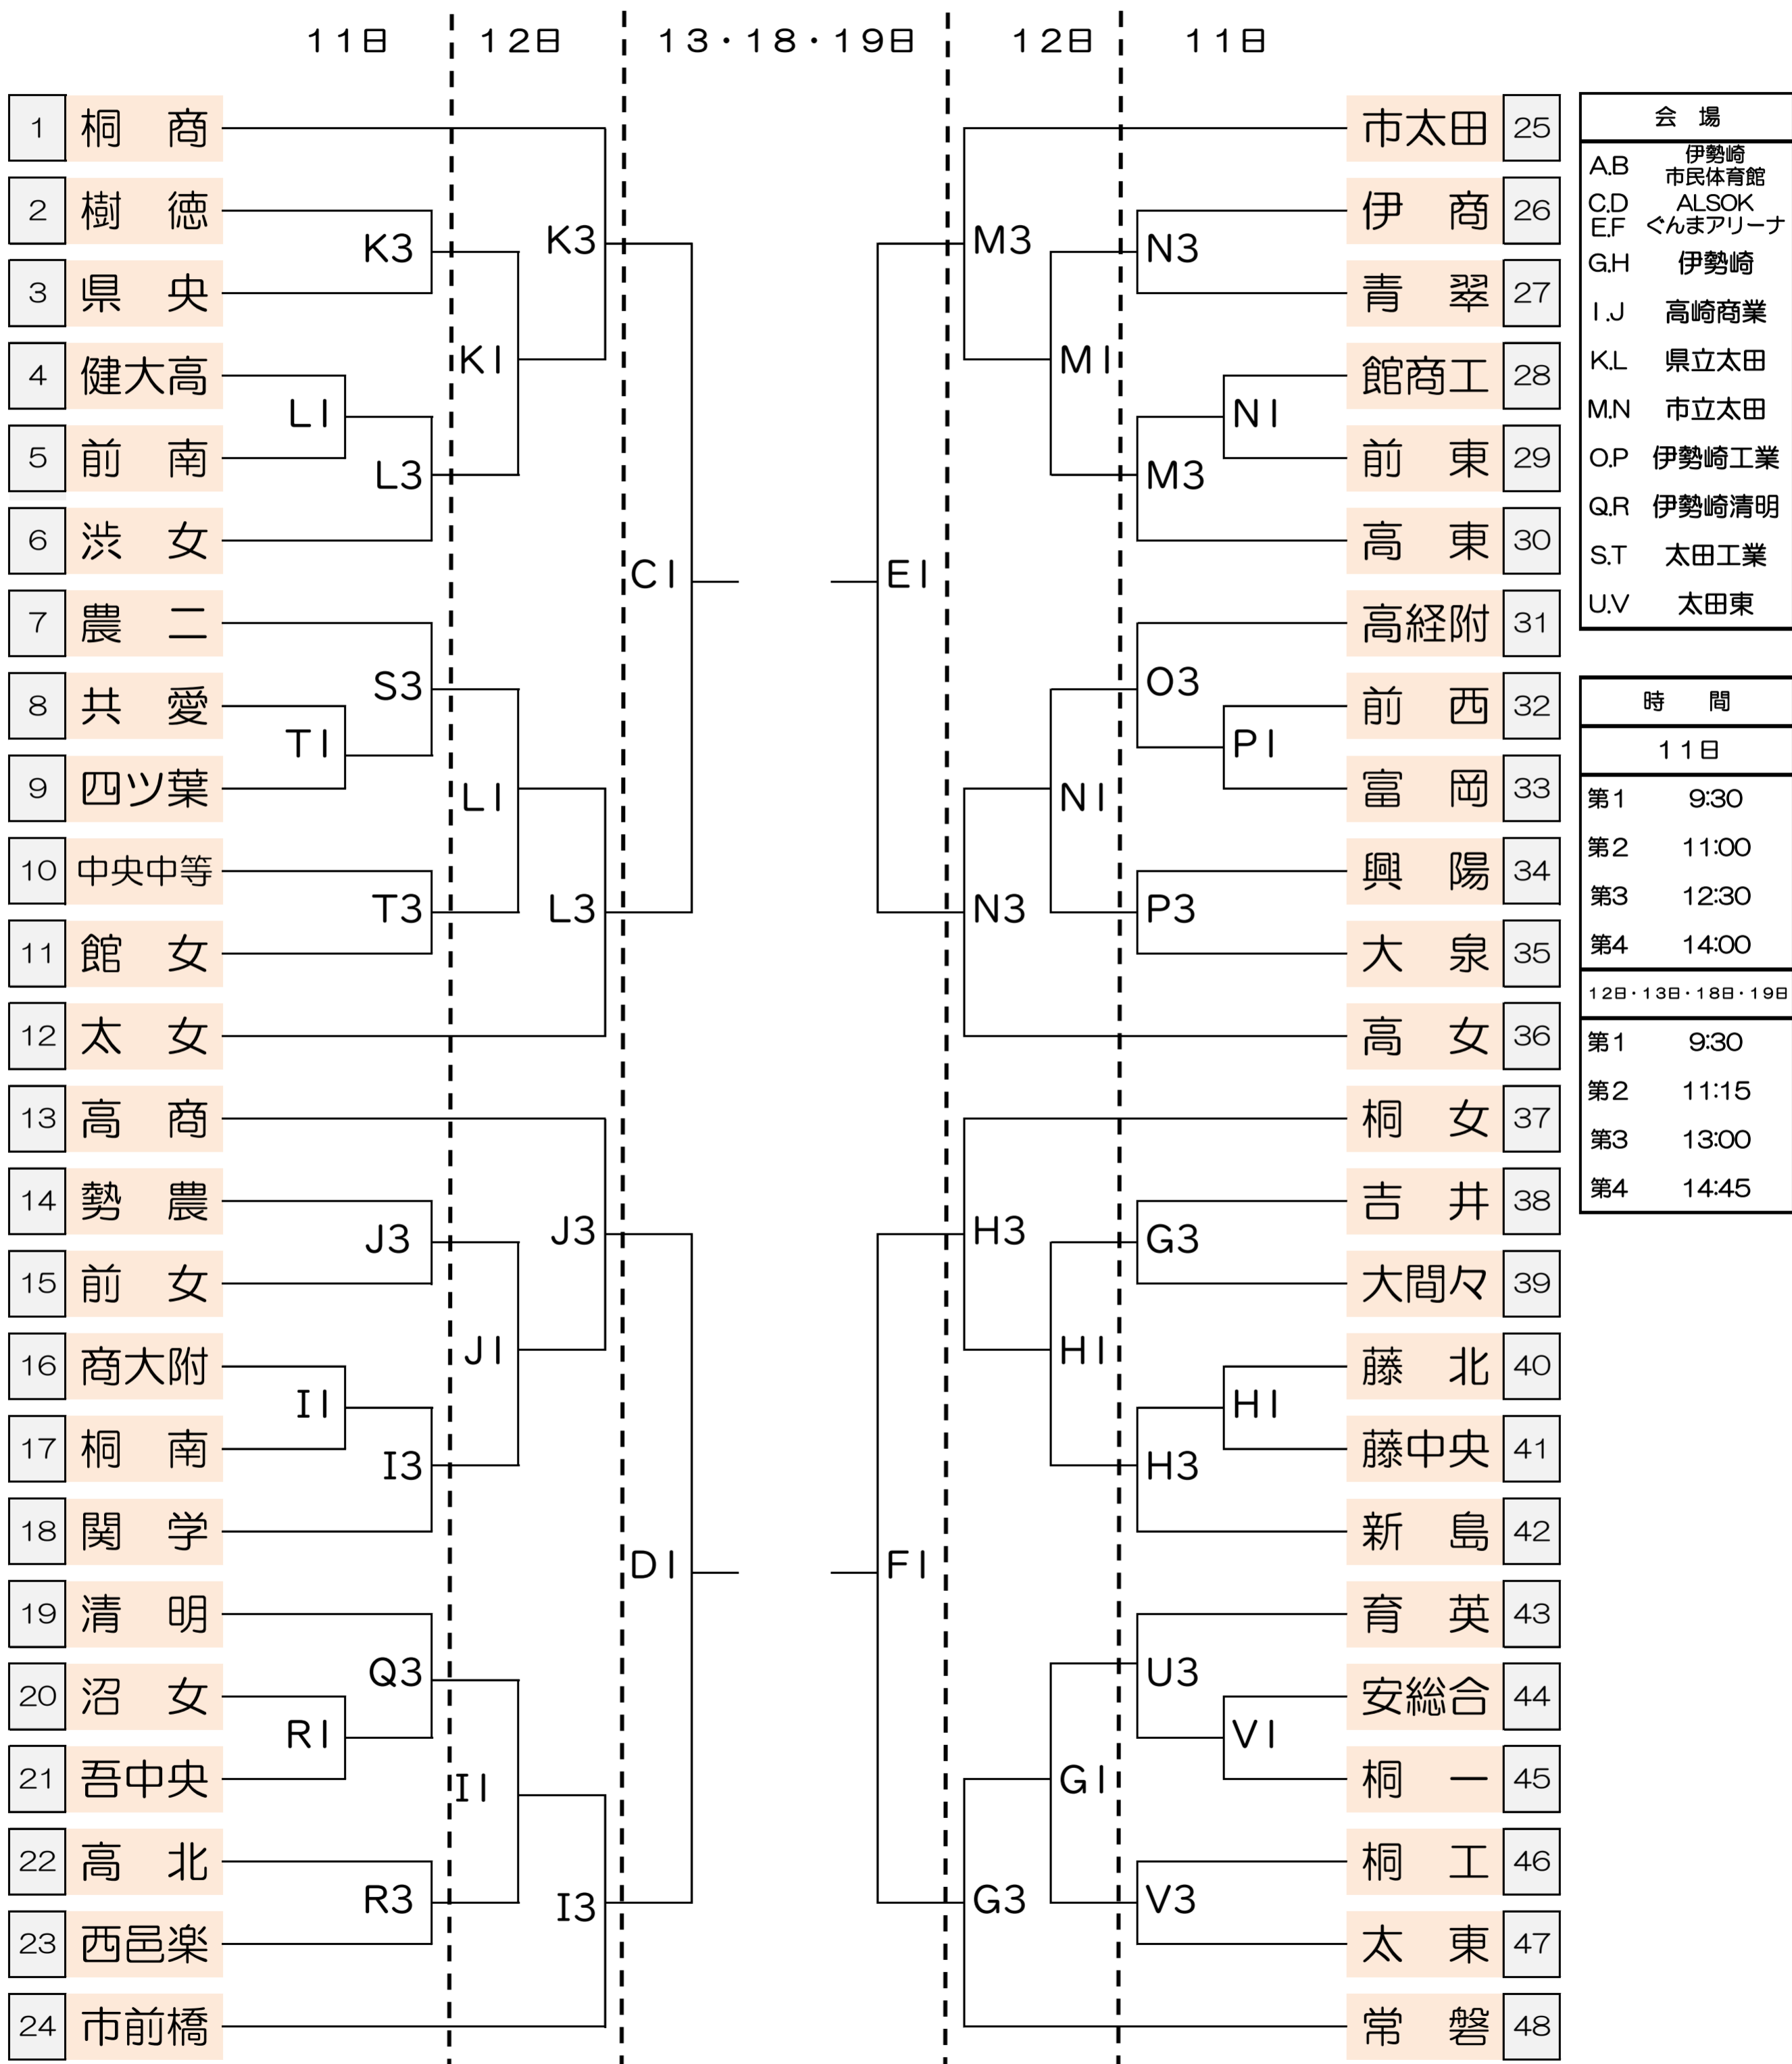 11日 12日 13・18・19日 12日 11日
1 桐 商
2 樹 徳
3 県 央
4 健大高
5 前 南
6 渋 女
7 農 二
8 共 愛
9 四ツ葉
10 中央中等
11 館 女
12 太 女
13 高 商
14 勢 農
15 前 女
16 商大附
17 桐 南
18 関 学
19 清 明
20 沼 女
21 吾中央
22 高 北
23 西邑楽
24 市前橋
K3
L1
L3
S3
T1
T3
J3
I1
I3
Q3
R1
R3
K3
K1
L1
L3
J3
J1
I1
I3
C1
D1
E1
F1
M3
M1
N1
N3
H3
H1
G1
G3
N3
N1
M3
O3
P1
P3
G3
H1
H3
U3
V1
V3
市太田 25
伊 商 26
青 翠 27
館商工 28
前 東 29
高 東 30
高経附 31
前 西 32
富 岡 33
興 陽 34
大 泉 35
高 女 36
桐 女 37
吉 井 38
大間々 39
藤 北 40
藤中央 41
新 島 42
育 英 43
安総合 44
桐 一 45
桐 工 46
太 東 47
常 磐 48
会 場
A.B 伊勢崎
市民体育館
C.D ALSOK
E.F ぐんまアリーナ
G.H 伊勢崎
I.J 高崎商業
K.L 県立太田
M.N 市立太田
O.P 伊勢崎工業
Q.R 伊勢崎清明
S.T 太田工業
U.V 太田東
時 間
11日
第1 9:30
第2 11:00
第3 12:30
第4 14:00
12日・13日・18日・19日
第1 9:30
第2 11:15
第3 13:00
第4 14:45